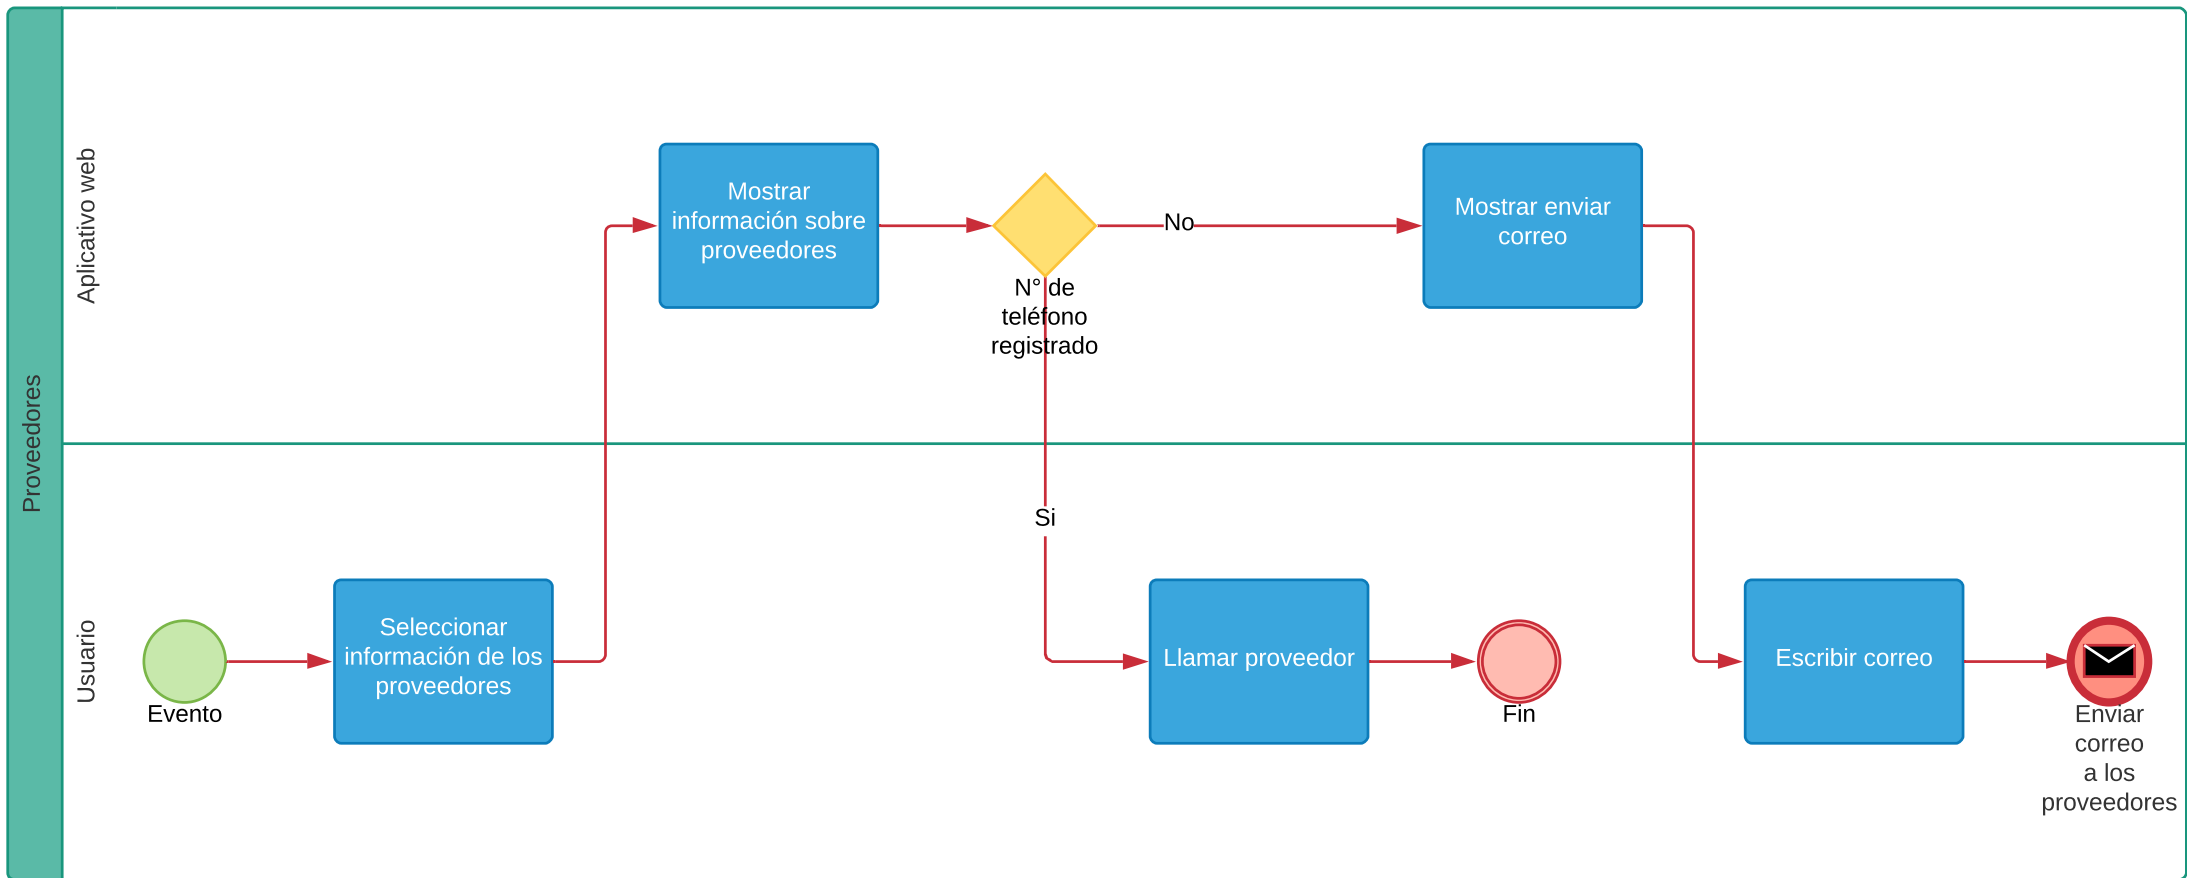 Proveedores
Aplicativo web
Mostrar
información sobre
proveedores
N° de
teléfono
registrado
No
Mostrar enviar
correo
Usuario
Evento
Seleccionar
información de los
proveedores
Si
Llamar proveedor
Fin
Escribir correo
Enviar
correo
a los
proveedores